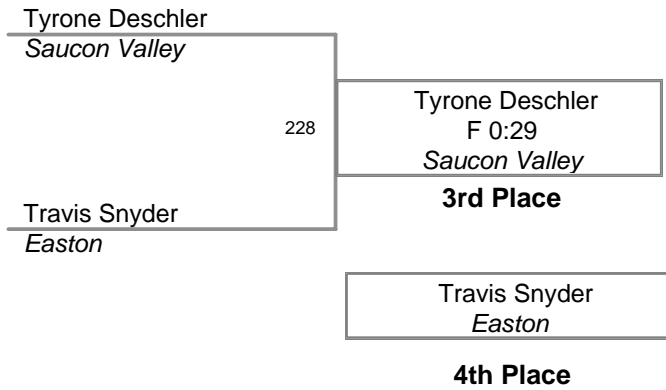 Tyrone Deschler
Saucon Valley
228
Tyrone Deschler
F 0:29
Saucon Valley
3rd Place
Travis Snyder
Easton
Travis Snyder
Easton
4th Place